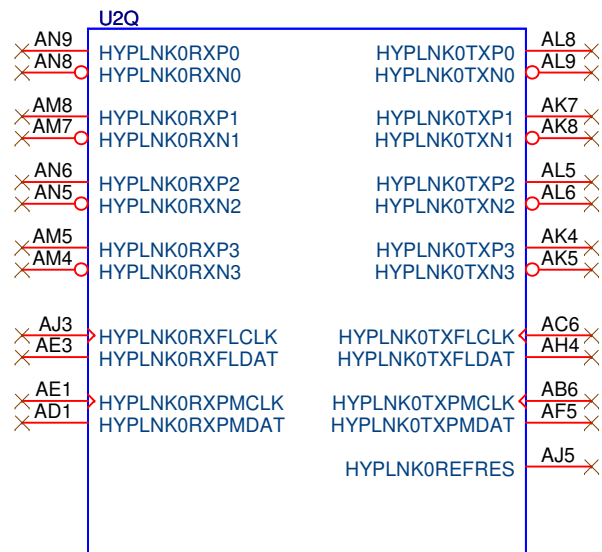 U2Q
AN9 HYPLNK0RXP0 HYPLNK0TXP0 AL8
AN8 HYPLNK0RXN0 HYPLNK0TXN0 AL9
AM8 HYPLNK0RXP1 HYPLNK0TXP1 AK7
AM7 HYPLNK0RXN1 HYPLNK0TXN1 AK8
AN6 HYPLNK0RXP2 HYPLNK0TXP2 AL5
AN5 HYPLNK0RXN2 HYPLNK0TXN2 AL6
AM5 HYPLNK0RXP3 HYPLNK0TXP3 AK4
AM4 HYPLNK0RXN3 HYPLNK0TXN3 AK5
AJ3 HYPLNK0RXFLCLK HYPLNK0TXFLCLK AC6
AE3 HYPLNK0RXFLDAT HYPLNK0TXFLDAT AH4
AE1 HYPLNK0RXPMCLK HYPLNK0TXPMCLK AB6
AD1 HYPLNK0RXPMDAT HYPLNK0TXPMDAT AF5
HYPLNK0REFRES AJ5